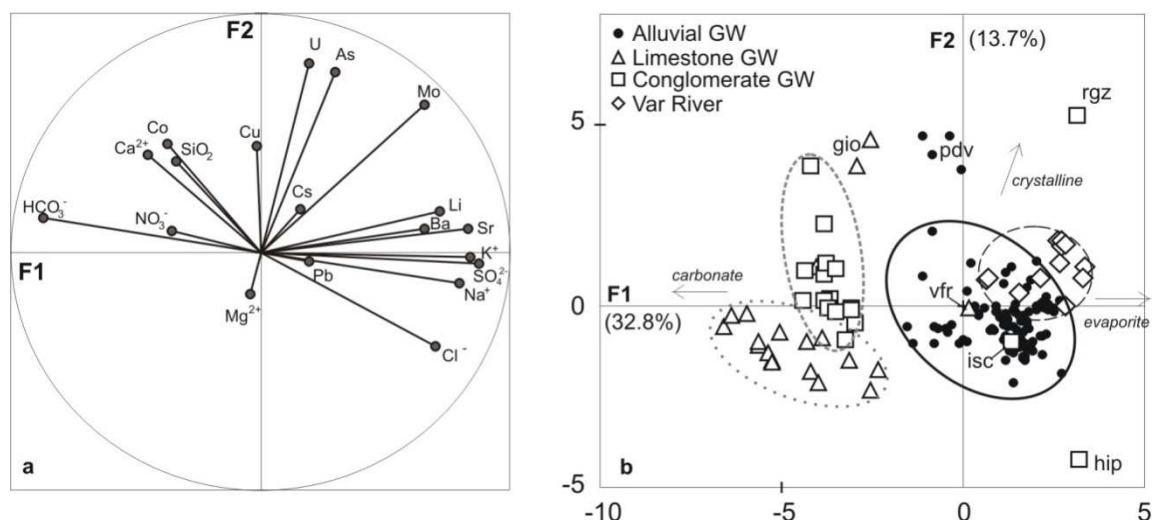 F2
U
As
Mo
Co
Cu
Ca²⁺
SiO₂
Cs
HCO₃⁻
NO₃⁻
Li
Ba
Sr
K⁺
F1
Pb
SO₄²⁻
Na⁺
Mg²⁺
Cl⁻
a
Alluvial GW
Limestone GW
Conglomerate GW
Var River
F2 (13.7%)
rgz
5
gio
pdv
crystalline
carbonate
vfr
F1
0
(32.8%)
evaporite
isc
hip
b
-5
-10
-5
0
5